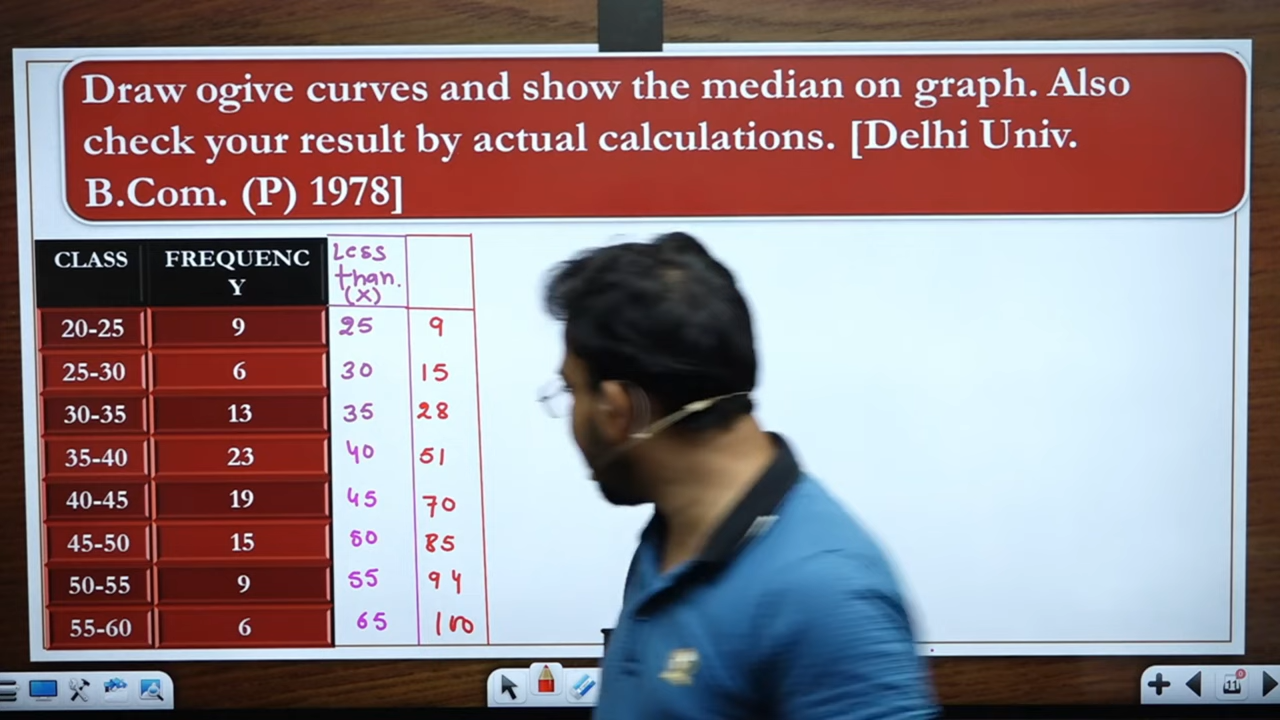 Draw ogive curves and show the median on graph. Also
check your result by actual calculations. [Delhi Univ.
B.Com. (P) 1978]
CLASS FREQUENC
Y
Less
than.
(X)
20-25 9 25 9
25-30 6 30 15
30-35 13 35 28
35-40 23 40 51
40-45 19 45 70
45-50 15 50 85
50-55 9 55 94
55-60 6 65 100
11